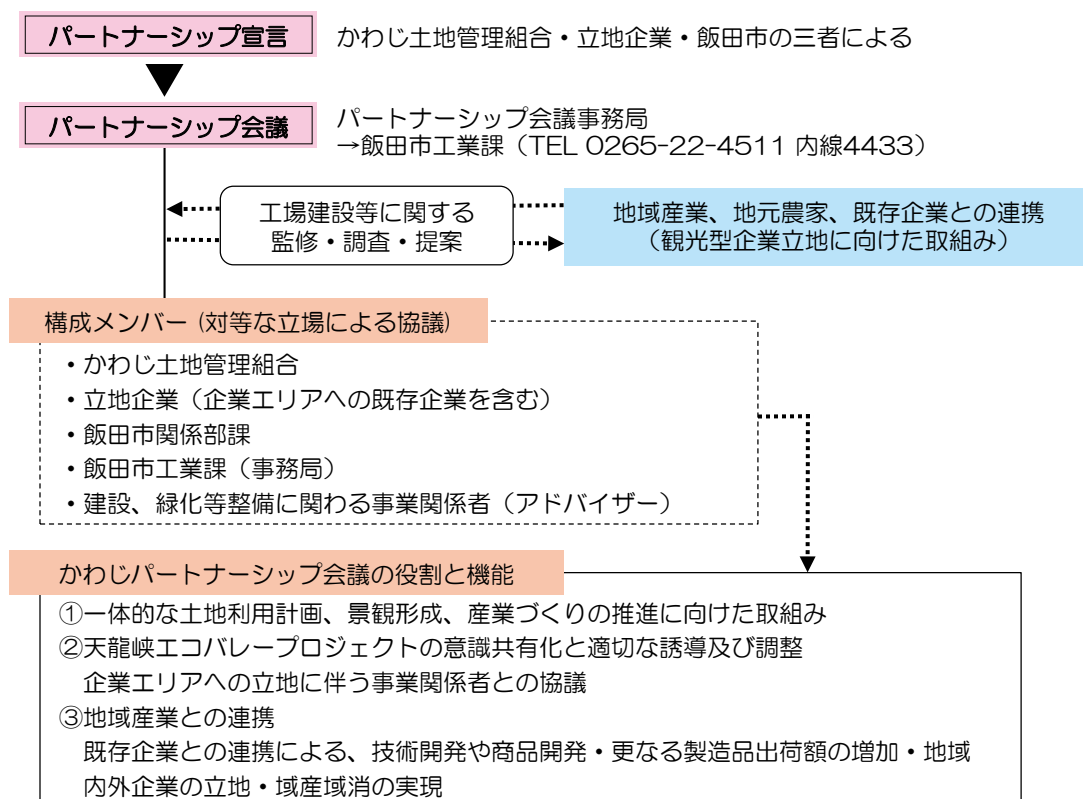 パートナーシップ宣言
かわじ土地管理組合・立地企業・飯田市の三者による
パートナーシップ会議
パートナーシップ会議事務局
→飯田市工業課（TEL 0265-22-4511 内線4433）
工場建設等に関する
監修・調査・提案
地域産業、地元農家、既存企業との連携
（観光型企業立地に向けた取組み）
構成メンバー (対等な立場による協議)
・かわじ土地管理組合
・立地企業（企業エリアへの既存企業を含む）
・飯田市関係部課
・飯田市工業課（事務局）
・建設、緑化等整備に関わる事業関係者（アドバイザー）
かわじパートナーシップ会議の役割と機能
①一体的な土地利用計画、景観形成、産業づくりの推進に向けた取組み
②天龍峡エコバレープロジェクトの意識共有化と適切な誘導及び調整
企業エリアへの立地に伴う事業関係者との協議
③地域産業との連携
既存企業との連携による、技術開発や商品開発・更なる製造品出荷額の増加・地域
内外企業の立地・域産域消の実現